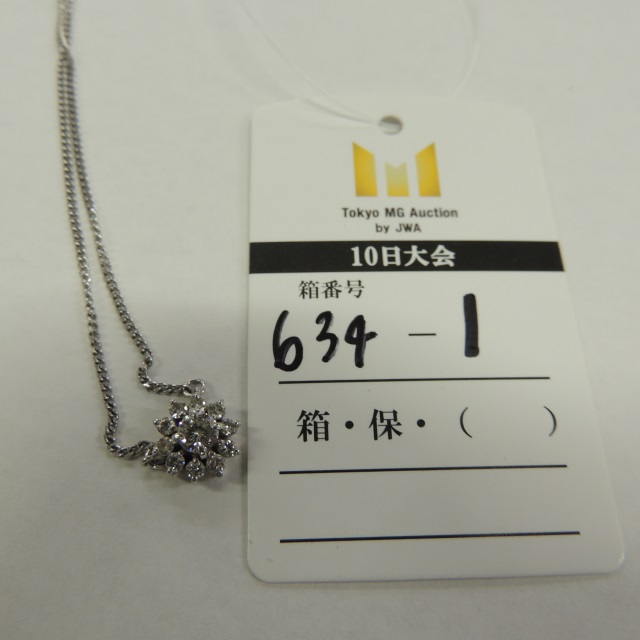 Tokyo MG Auction
by JWA
10日大会
箱番号
634-1
箱・保・（　　）